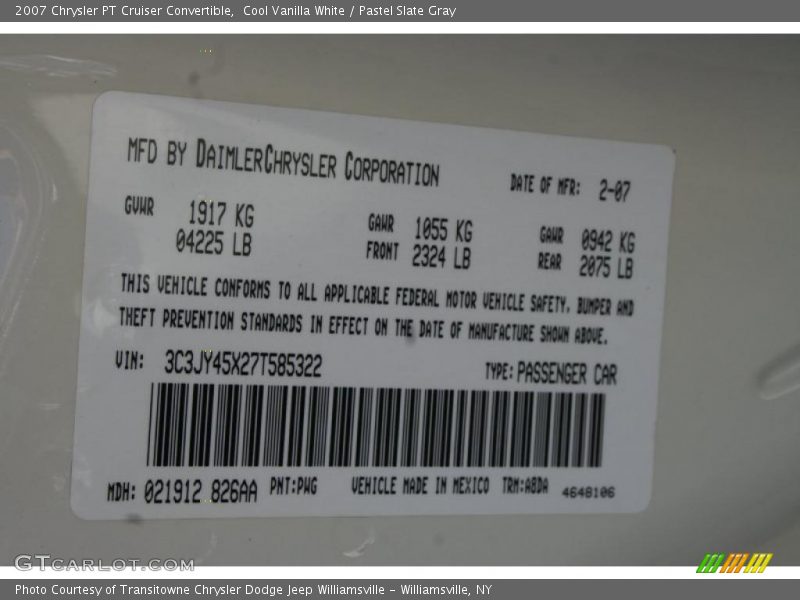 2007 Chrysler PT Cruiser Convertible,  Cool Vanilla White / Pastel Slate Gray
MFD BY DAIMLERCHRYSLER CORPORATION DATE OF MFR: 2-07
GVWR 1917 KG GAWR 1055 KG GAWR 0942 KG
04225 LB FRONT 2324 LB REAR 2075 LB
THIS VEHICLE CONFORMS TO ALL APPLICABLE FEDERAL MOTOR VEHICLE SAFETY, BUMPER AND
THEFT PREVENTION STANDARDS IN EFFECT ON THE DATE OF MANUFACTURE SHOWN ABOVE.
VIN: 3C3JY45X27T585322 TYPE: PASSENGER CAR
MDH: 021912 826AA PNT:PWG VEHICLE MADE IN MEXICO TRM:A8DA 4648106
GTCARLOT.COM
Photo Courtesy of Transitowne Chrysler Dodge Jeep Williamsville - Williamsville, NY